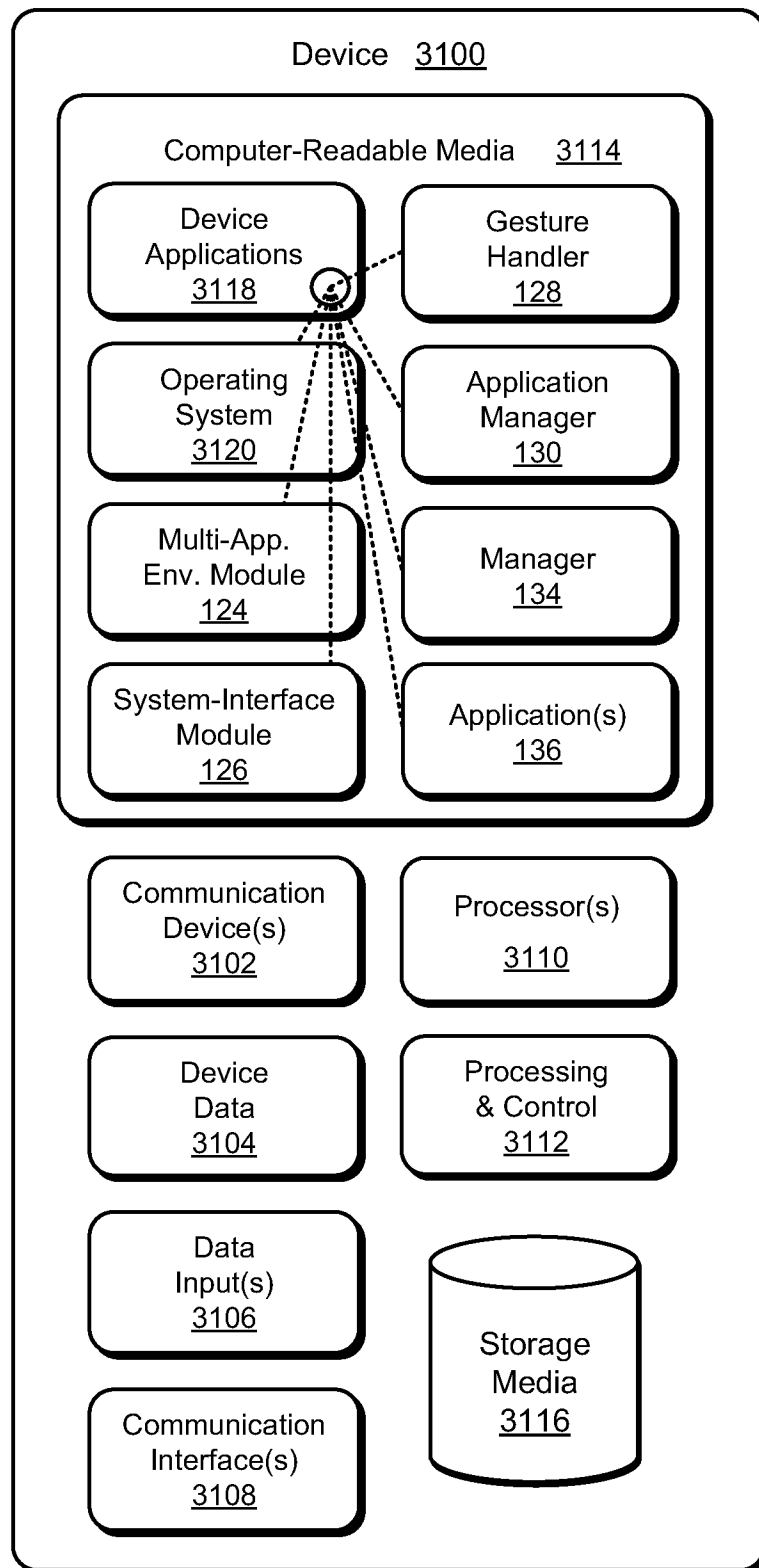 Device 3100
Computer-Readable Media 3114
Device
Applications
3118
Gesture
Handler
128
Operating
System
3120
Application
Manager
130
Multi-App.
Env. Module
124
Manager
134
System-Interface
Module
126
Application(s)
136
Communication
Device(s)
3102
Processor(s)
3110
Device
Data
3104
Processing
& Control
3112
Data
Input(s)
3106
Storage
Media
3116
Communication
Interface(s)
3108